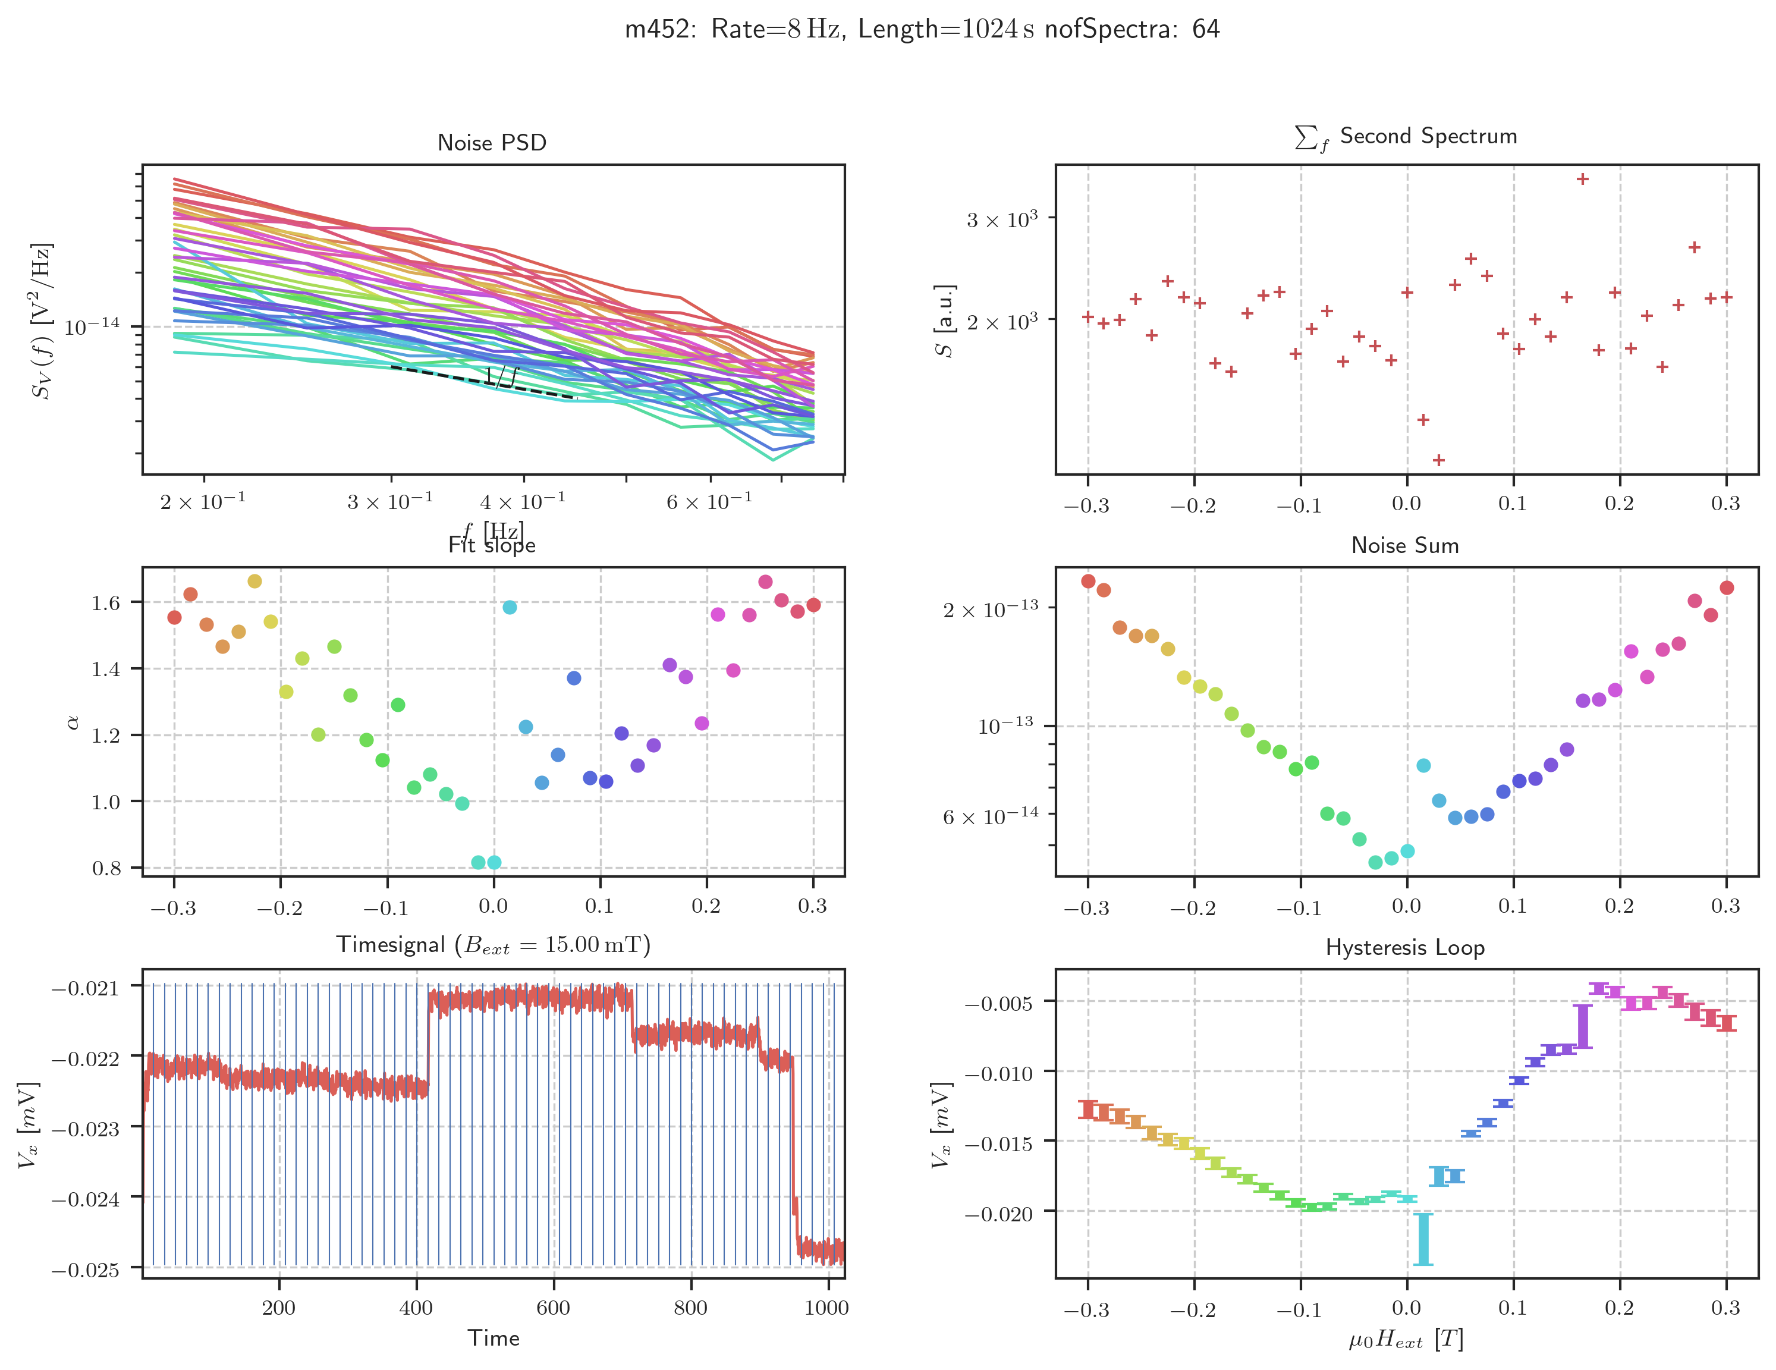 m452: Rate=8 Hz, Length=1024 s nofSpectra: 64
Noise PSD
S_V(f) [V²/Hz]
10⁻¹⁴
1/f
2 × 10⁻¹
3 × 10⁻¹
4 × 10⁻¹
6 × 10⁻¹
f [Hz]
∑_f Second Spectrum
S [a.u.]
3 × 10³
2 × 10³
−0.3 −0.2 −0.1 0.0 0.1 0.2 0.3
Fit slope
α
1.6
1.4
1.2
1.0
0.8
−0.3 −0.2 −0.1 0.0 0.1 0.2 0.3
Noise Sum
2 × 10⁻¹³
10⁻¹³
6 × 10⁻¹⁴
−0.3 −0.2 −0.1 0.0 0.1 0.2 0.3
Timesignal (B_ext = 15.00 mT)
V_x [mV]
−0.021
−0.022
−0.023
−0.024
−0.025
200 400 600 800 1000
Time
Hysteresis Loop
V_x [mV]
−0.005
−0.010
−0.015
−0.020
−0.3 −0.2 −0.1 0.0 0.1 0.2 0.3
μ₀H_ext [T]